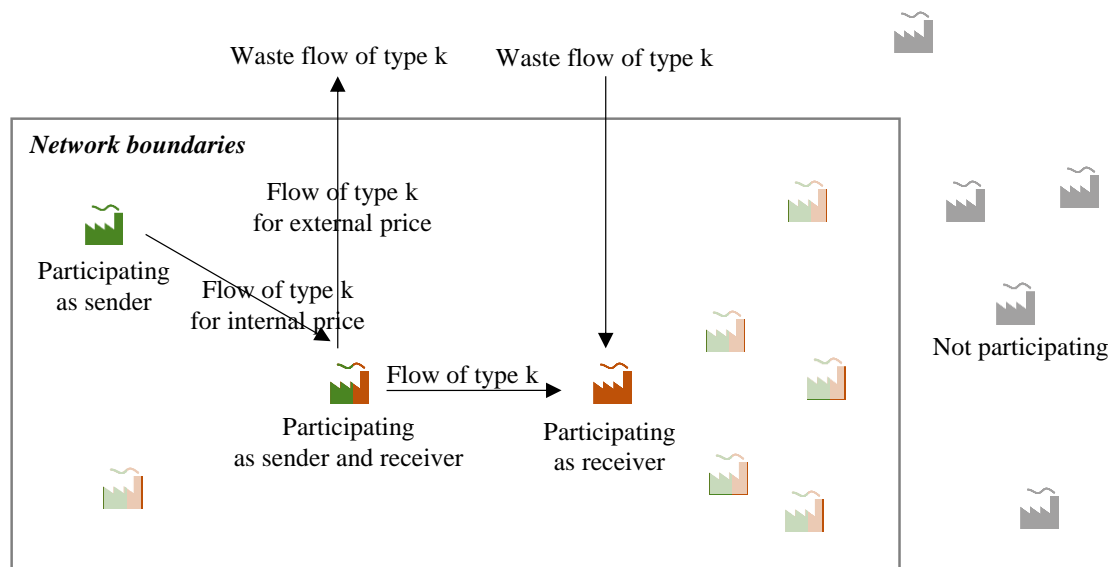 Waste flow of type k
Waste flow of type k
Network boundaries
Flow of type k
for external price
Participating
as sender
Flow of type k
for internal price
Not participating
Flow of type k
Participating
as sender and receiver
Participating
as receiver